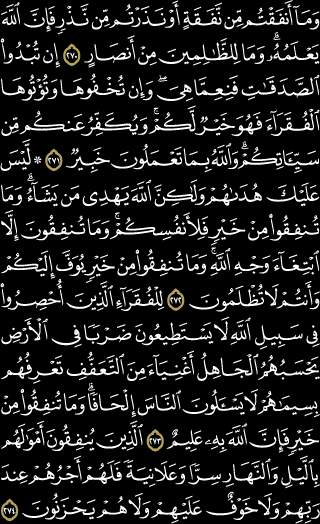 وَمَآ أَنفَقْتُم مِّن نَّفَقَةٍ أَوْ نَذَرْتُم مِّن نَّذْرٍ فَإِنَّ ٱللَّهَ
يَعْلَمُهُۥ ۗ وَمَا لِلظَّٰلِمِينَ مِنْ أَنصَارٍ ٢٧٠ إِن تُبْدُوا۟
ٱلصَّدَقَٰتِ فَنِعِمَّا هِىَ ۖ وَإِن تُخْفُوهَا وَتُؤْتُوهَا
ٱلْفُقَرَآءَ فَهُوَ خَيْرٌ لَّكُمْ ۚ وَيُكَفِّرُ عَنكُم مِّن
سَيِّـَٔاتِكُمْ ۗ وَٱللَّهُ بِمَا تَعْمَلُونَ خَبِيرٌ ٢٧١ ۞ لَّيْسَ
عَلَيْكَ هُدَىٰهُمْ وَلَٰكِنَّ ٱللَّهَ يَهْدِى مَن يَشَآءُ ۗ وَمَا
تُنفِقُوا۟ مِنْ خَيْرٍ فَلِأَنفُسِكُمْ ۚ وَمَا تُنفِقُونَ إِلَّا
ٱبْتِغَآءَ وَجْهِ ٱللَّهِ ۚ وَمَا تُنفِقُوا۟ مِنْ خَيْرٍ يُوَفَّ إِلَيْكُمْ
وَأَنتُمْ لَا تُظْلَمُونَ ٢٧٢ لِلْفُقَرَآءِ ٱلَّذِينَ أُحْصِرُوا۟
فِى سَبِيلِ ٱللَّهِ لَا يَسْتَطِيعُونَ ضَرْبًا فِى ٱلْأَرْضِ
يَحْسَبُهُمُ ٱلْجَاهِلُ أَغْنِيَآءَ مِنَ ٱلتَّعَفُّفِ تَعْرِفُهُم
بِسِيمَٰهُمْ لَا يَسْـَٔلُونَ ٱلنَّاسَ إِلْحَافًا ۗ وَمَا تُنفِقُوا۟ مِنْ
خَيْرٍ فَإِنَّ ٱللَّهَ بِهِۦ عَلِيمٌ ٢٧٣ ٱلَّذِينَ يُنفِقُونَ أَمْوَٰلَهُم
بِٱلَّيْلِ وَٱلنَّهَارِ سِرًّا وَعَلَانِيَةً فَلَهُمْ أَجْرُهُمْ عِندَ
رَبِّهِمْ وَلَا خَوْفٌ عَلَيْهِمْ وَلَا هُمْ يَحْزَنُونَ ٢٧٤